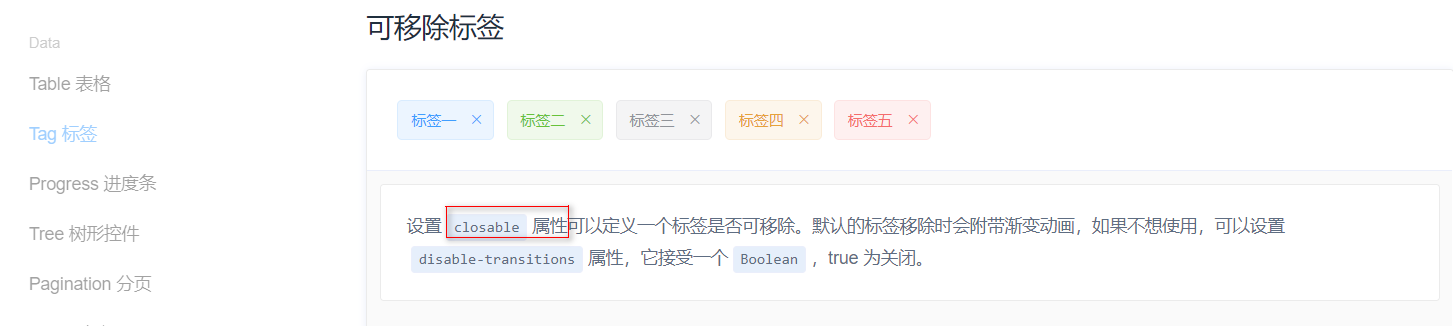 Data
Table 表格
Tag 标签
Progress 进度条
Tree 树形控件
Pagination 分页
可移除标签
标签一 × 标签二 × 标签三 × 标签四 × 标签五 ×
设置 closable 属性可以定义一个标签是否可移除。默认的标签移除时会附带渐变动画，如果不想使用，可以设置
disable-transitions 属性，它接受一个 Boolean ，true 为关闭。